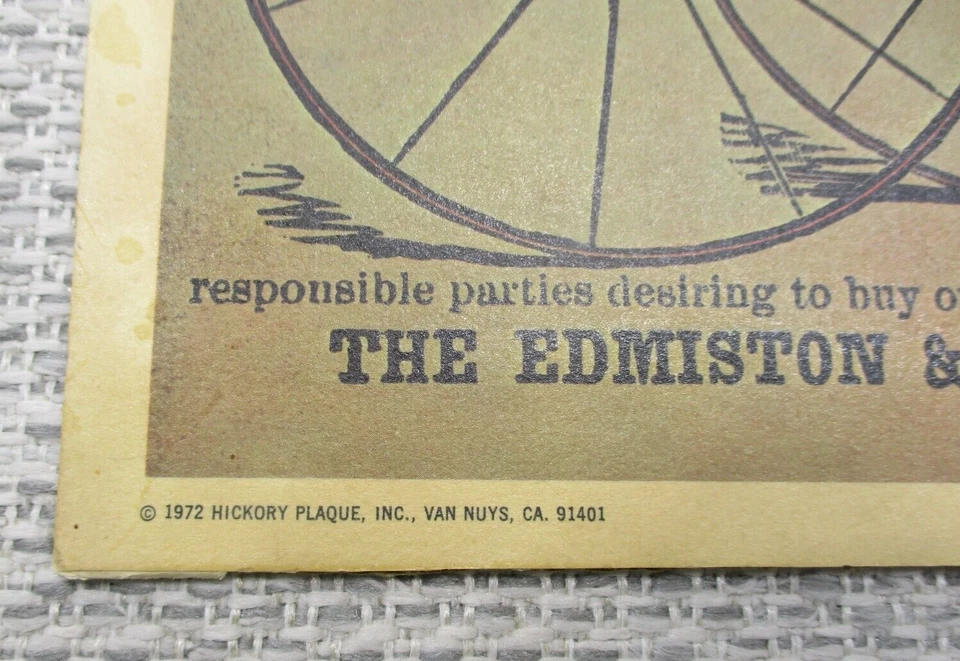 responsible parties desiring to buy
THE EDMISTON &
© 1972 HICKORY PLAQUE, INC., VAN NUYS, CA. 91401